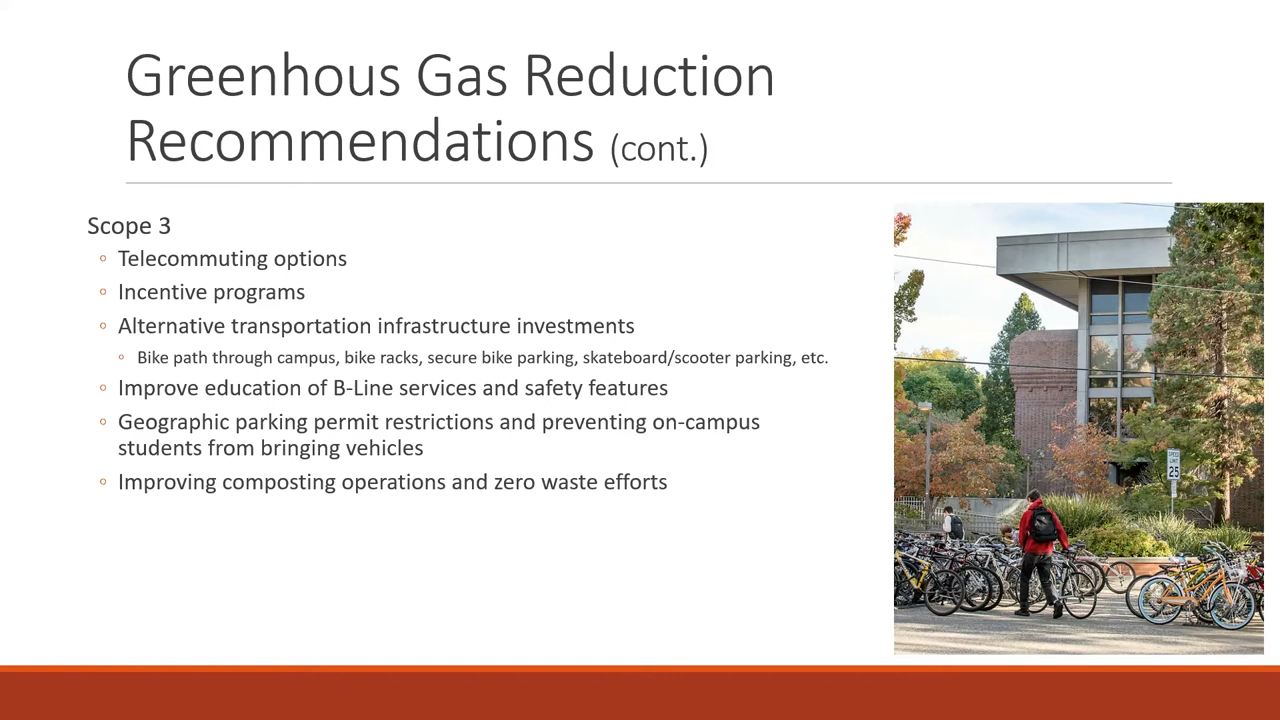 Greenhous Gas Reduction
Recommendations (cont.)
Scope 3
Telecommuting options
Incentive programs
Alternative transportation infrastructure investments
Bike path through campus, bike racks, secure bike parking, skateboard/scooter parking, etc.
Improve education of B-Line services and safety features
Geographic parking permit restrictions and preventing on-campus
students from bringing vehicles
Improving composting operations and zero waste efforts
SPEED
LIMIT
25